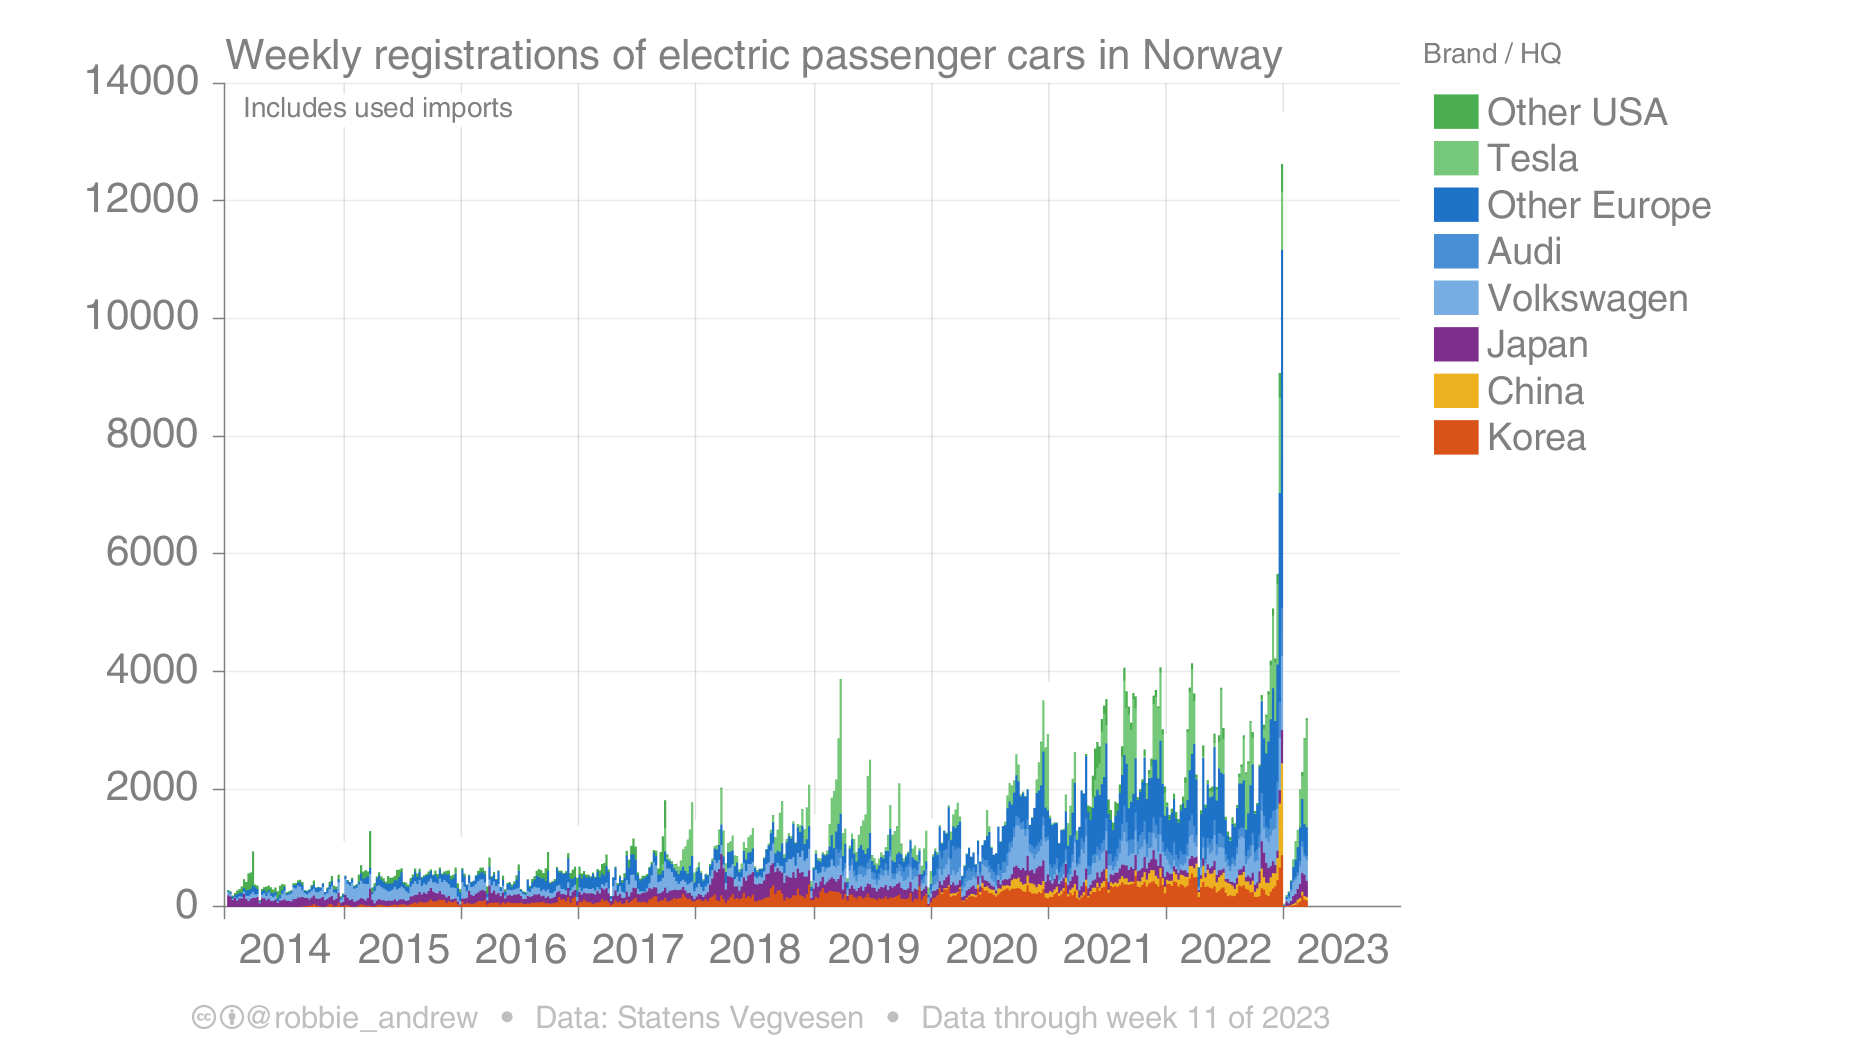 Weekly registrations of electric passenger cars in Norway
Includes used imports
14000
12000
10000
8000
6000
4000
2000
0
2014 2015 2016 2017 2018 2019 2020 2021 2022 2023
Brand / HQ
Other USA
Tesla
Other Europe
Audi
Volkswagen
Japan
China
Korea
cc @robbie_andrew • Data: Statens Vegvesen • Data through week 11 of 2023